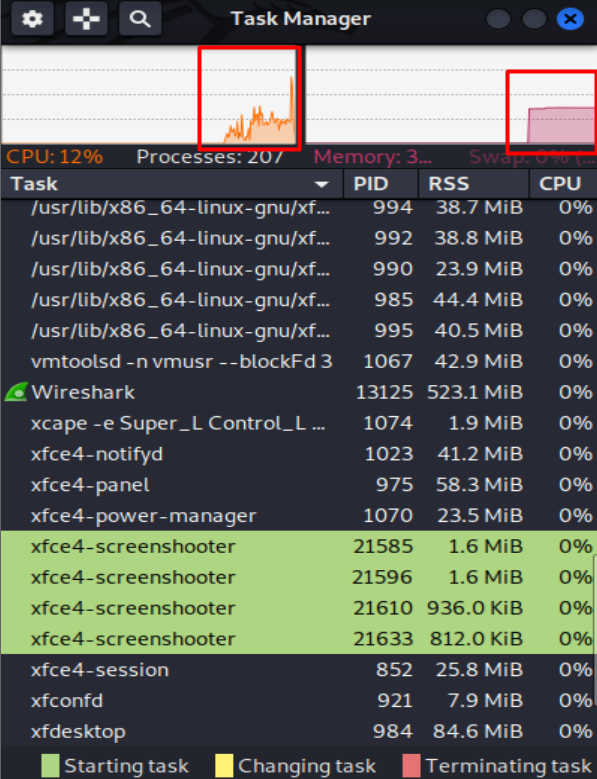 Task Manager
CPU: 12% Processes: 207 Memory: 3... Swap: 0% (...
Task PID RSS CPU
/usr/lib/x86_64-linux-gnu/xf... 994 38.7 MiB 0%
/usr/lib/x86_64-linux-gnu/xf... 992 38.8 MiB 0%
/usr/lib/x86_64-linux-gnu/xf... 990 23.9 MiB 0%
/usr/lib/x86_64-linux-gnu/xf... 985 44.4 MiB 0%
/usr/lib/x86_64-linux-gnu/xf... 995 40.5 MiB 0%
vmtoolsd -n vmusr --blockFd 3 1067 42.9 MiB 0%
Wireshark 13125 523.1 MiB 0%
xcape -e Super_L Control_L ... 1074 1.9 MiB 0%
xfce4-notifyd 1023 41.2 MiB 0%
xfce4-panel 975 58.3 MiB 0%
xfce4-power-manager 1070 23.5 MiB 0%
xfce4-screenshooter 21585 1.6 MiB 0%
xfce4-screenshooter 21596 1.6 MiB 0%
xfce4-screenshooter 21610 936.0 KiB 0%
xfce4-screenshooter 21633 812.0 KiB 0%
xfce4-session 852 25.8 MiB 0%
xfconfd 921 7.9 MiB 0%
xfdesktop 984 84.6 MiB 0%
Starting task Changing task Terminating task